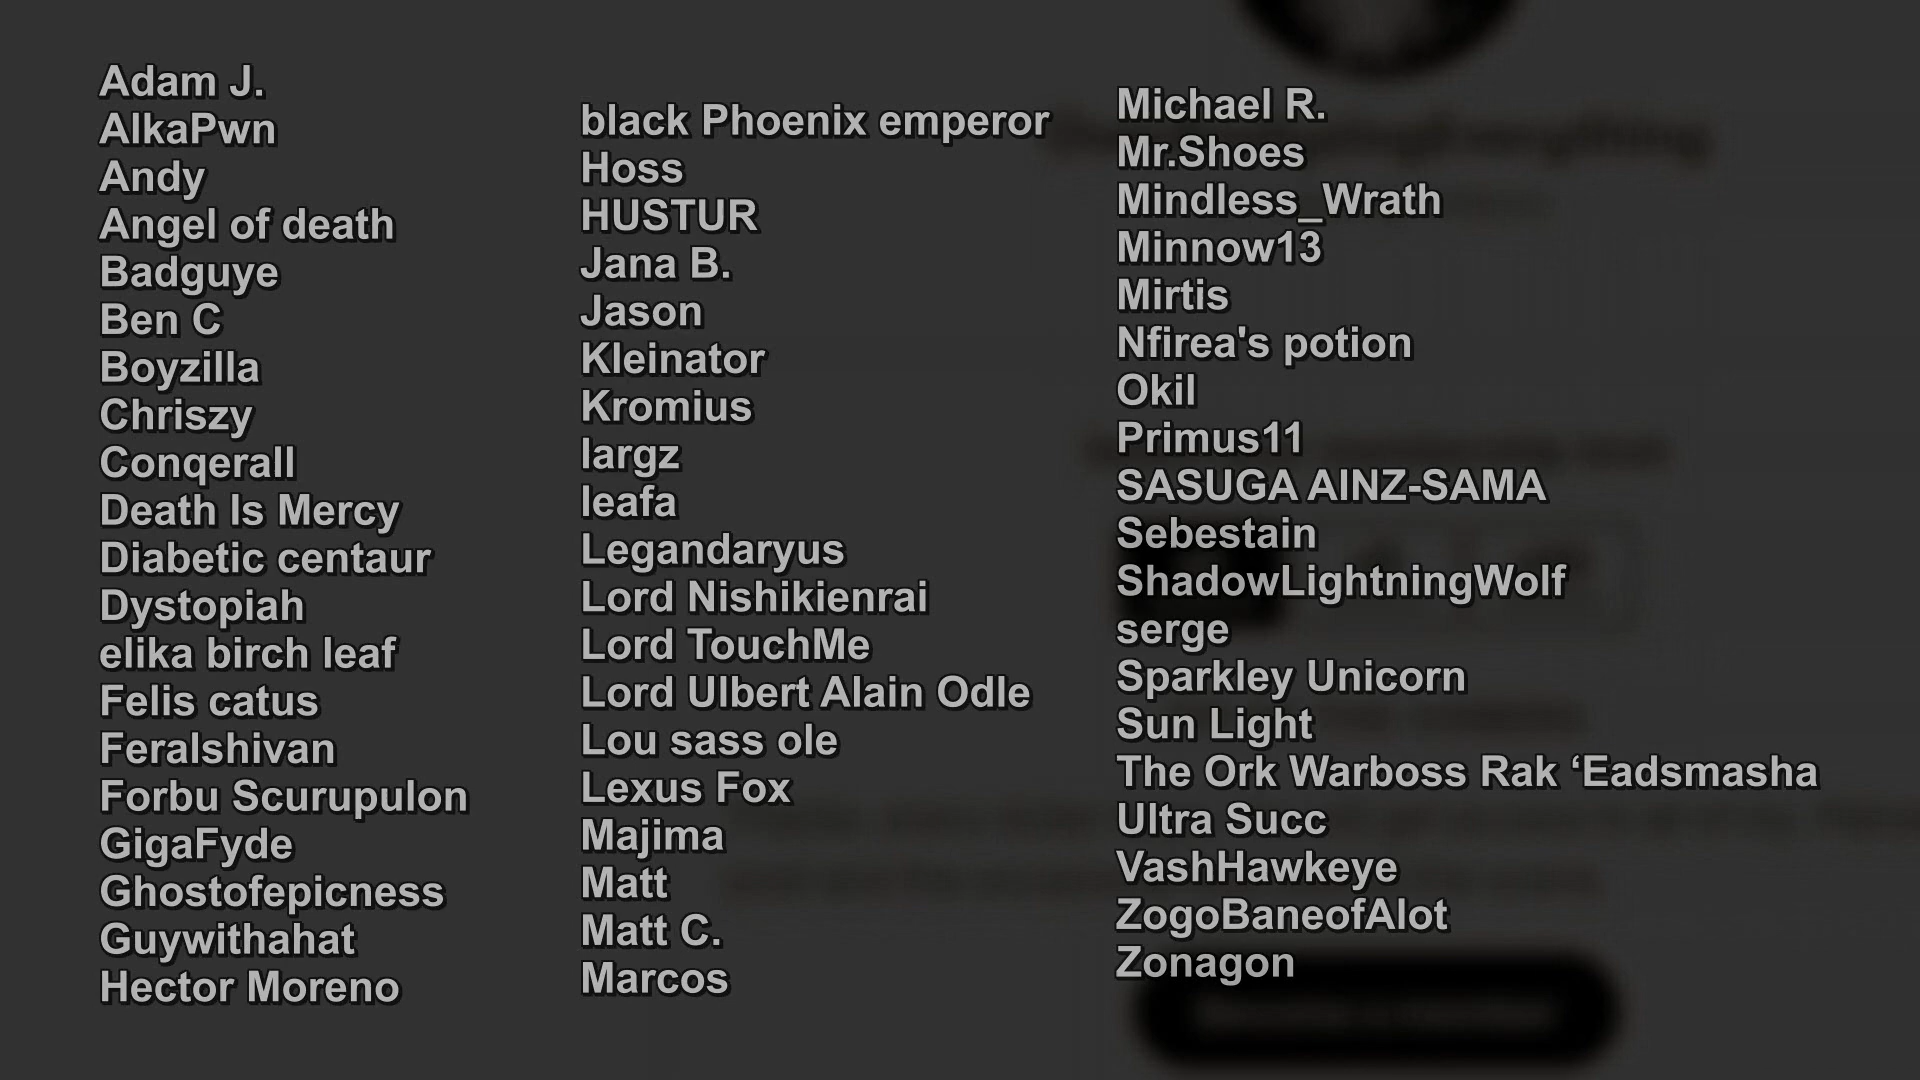 Adam J.
AlkaPwn
Andy
Angel of death
Badguye
Ben C
Boyzilla
Chriszy
Conqerall
Death Is Mercy
Diabetic centaur
Dystopiah
elika birch leaf
Felis catus
Feralshivan
Forbu Scurupulon
GigaFyde
Ghostofepicness
Guywithahat
Hector Moreno
black Phoenix emperor
Hoss
HUSTUR
Jana B.
Jason
Kleinator
Kromius
largz
leafa
Legandaryus
Lord Nishikienrai
Lord TouchMe
Lord Ulbert Alain Odle
Lou sass ole
Lexus Fox
Majima
Matt
Matt C.
Marcos
Michael R.
Mr.Shoes
Mindless_Wrath
Minnow13
Mirtis
Nfirea's potion
Okil
Primus11
SASUGA AINZ-SAMA
Sebestain
ShadowLightningWolf
serge
Sparkley Unicorn
Sun Light
The Ork Warboss Rak ‘Eadsmasha
Ultra Succ
VashHawkeye
ZogoBaneofAlot
Zonagon